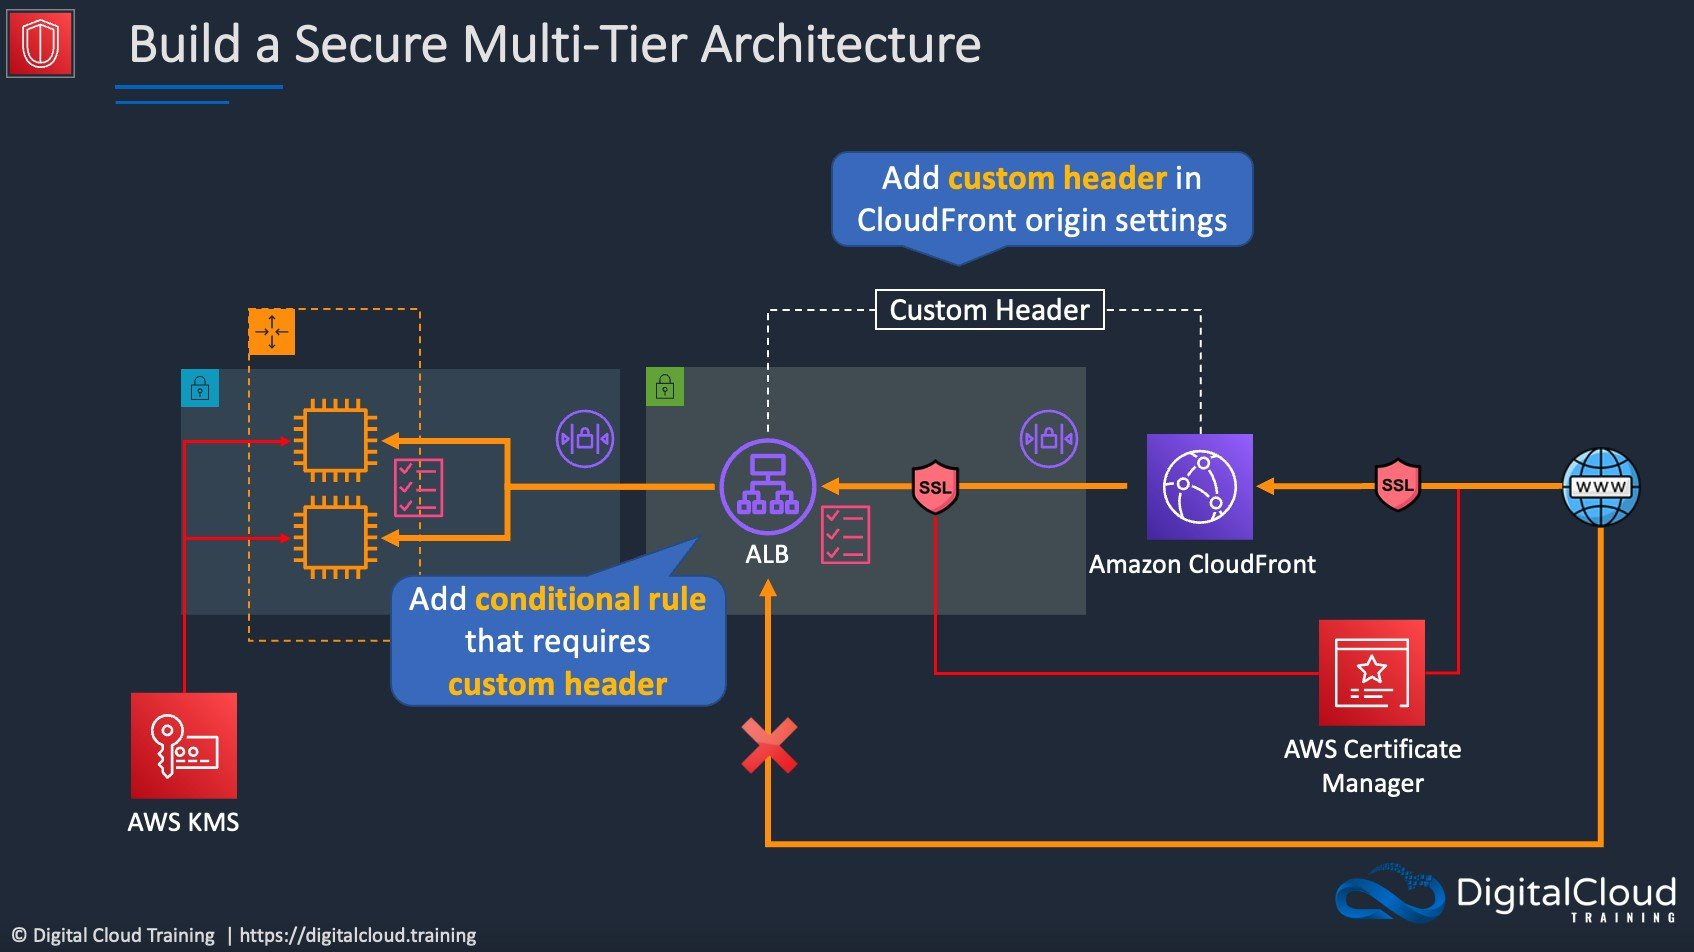 Build a Secure Multi-Tier Architecture
Add custom header in
CloudFront origin settings
Custom Header
SSL
SSL
WWW
ALB
Amazon CloudFront
Add conditional rule
that requires
custom header
AWS Certificate
Manager
AWS KMS
DigitalCloud
TRAINING
© Digital Cloud Training | https://digitalcloud.training